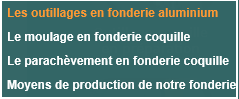 Les outillages en fonderie aluminium
Le moulage en fonderie coquille
Le parachèvement en fonderie coquille
Moyens de production de notre fonderie